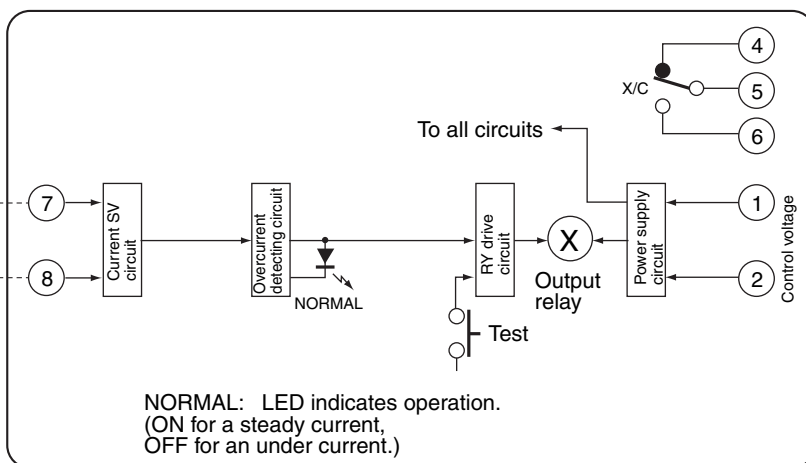 4
X/C
5
6
To all circuits
7
8
Current SV
circuit
Overcurrent
detecting circuit
NORMAL
RY drive
circuit
X
Output
relay
Test
Power supply
circuit
1
2
Control voltage
NORMAL: LED indicates operation.
(ON for a steady current,
OFF for an under current.)